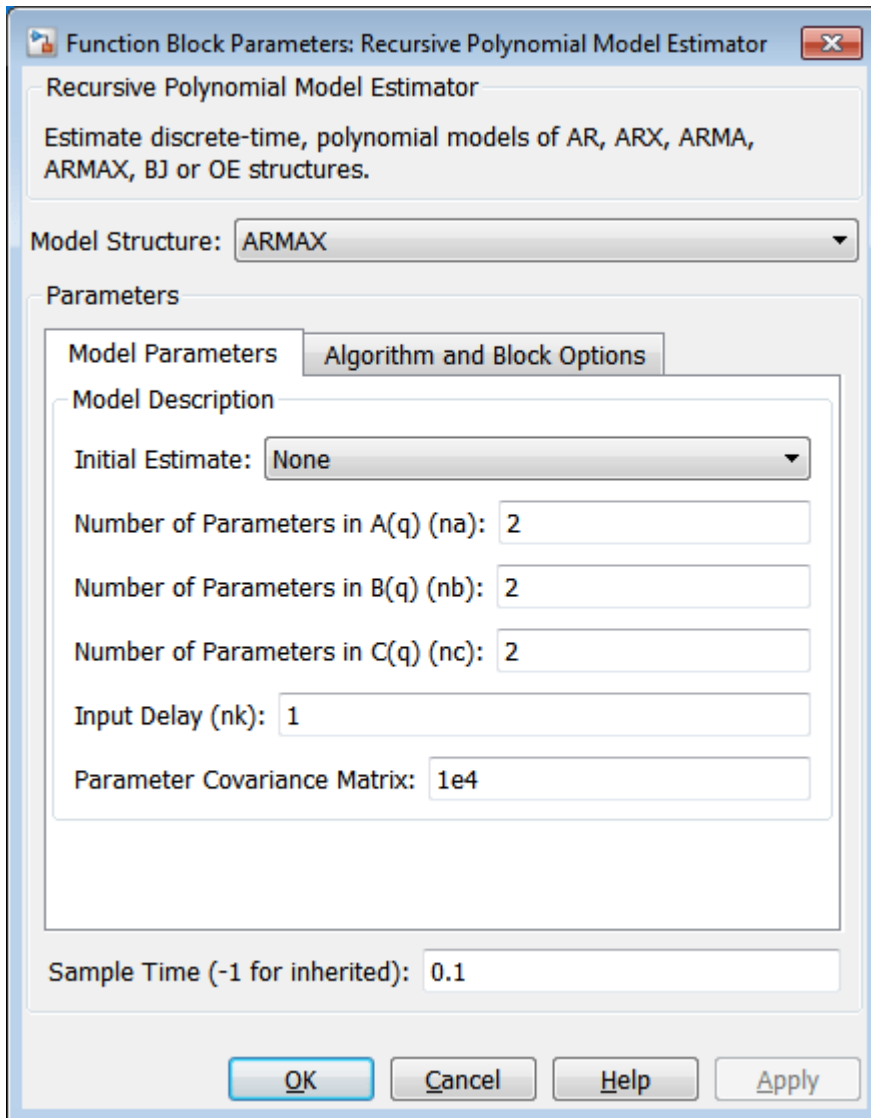 Function Block Parameters: Recursive Polynomial Model Estimator
Recursive Polynomial Model Estimator
Estimate discrete-time, polynomial models of AR, ARX, ARMA,
ARMAX, BJ or OE structures.
Model Structure: ARMAX
Parameters
Model Parameters Algorithm and Block Options
Model Description
Initial Estimate: None
Number of Parameters in A(q) (na): 2
Number of Parameters in B(q) (nb): 2
Number of Parameters in C(q) (nc): 2
Input Delay (nk): 1
Parameter Covariance Matrix: 1e4
Sample Time (-1 for inherited): 0.1
OK Cancel Help Apply